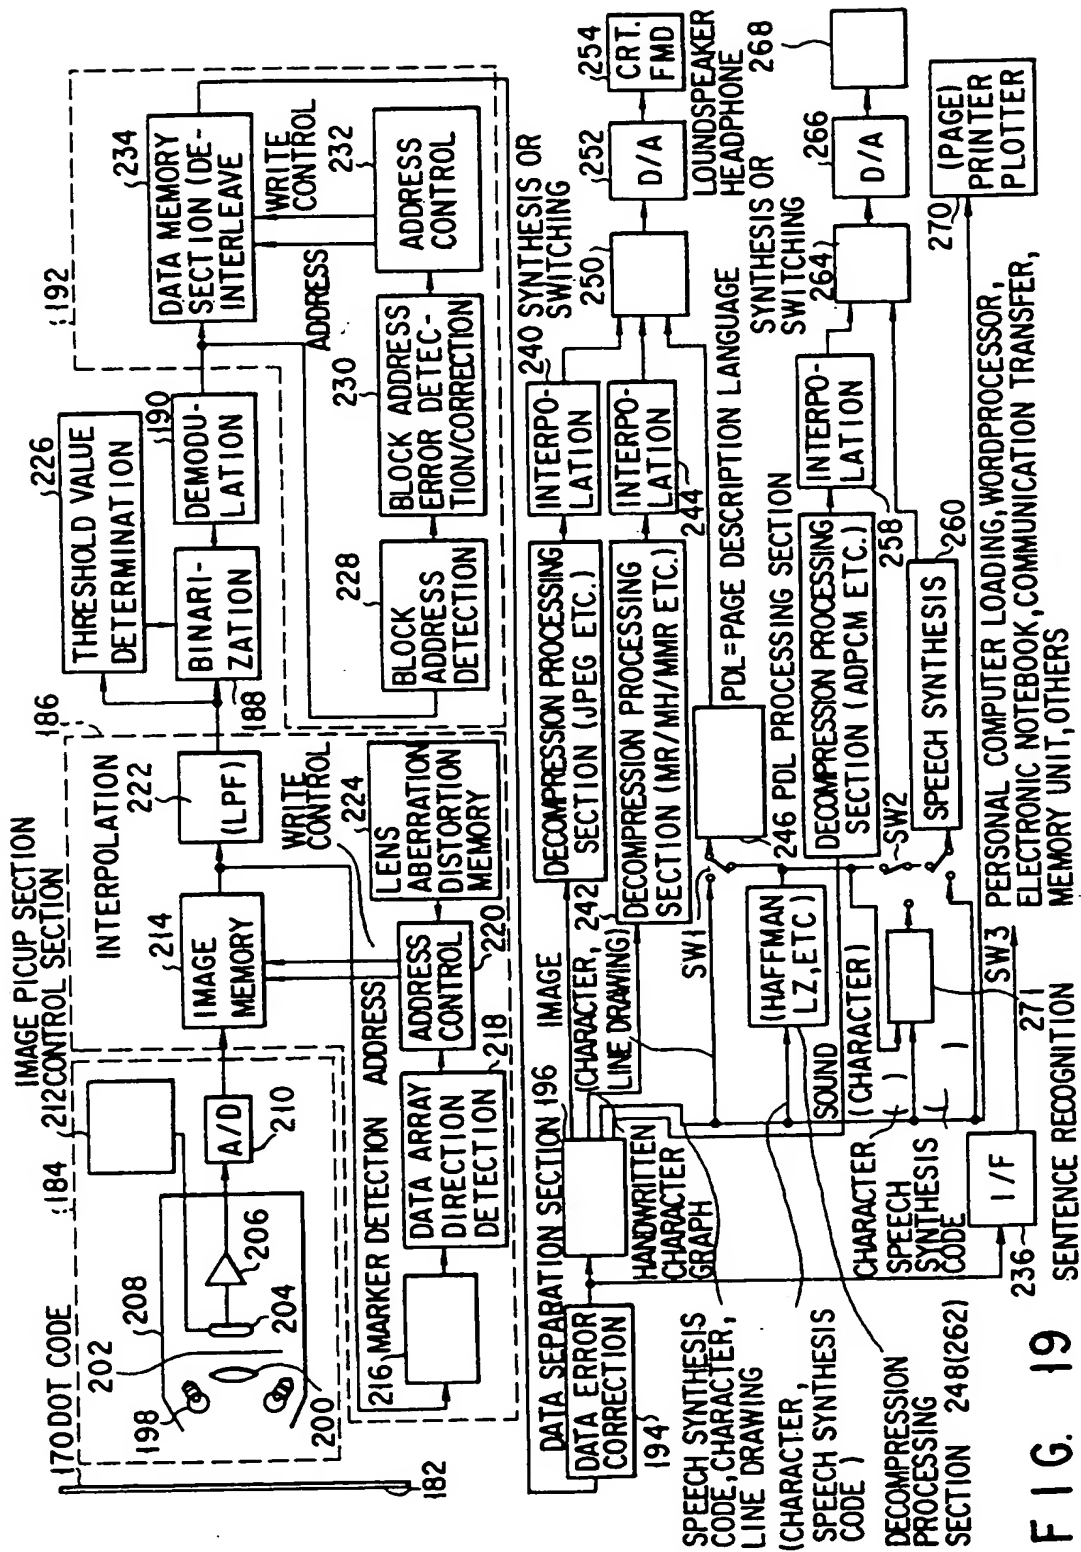 170 DOT CODE
184
212
IMAGE PICUP SECTION
CONTROL SECTION
186
208
202
198
200
204
206
A/D
210
182
214
IMAGE
MEMORY
INTERPOLATION
222
(LPF)
WRITE
CONTROL
224
LENS
ABERRATION
DISTORTION
MEMORY
ADDRESS
ADDRESS
CONTROL
220
218
DATA ARRAY
DIRECTION
DETECTION
216 MARKER DETECTION
226
THRESHOLD VALUE
DETERMINATION
BINARI-
ZATION
188
190
DEMODU-
LATION
192
234
DATA MEMORY
SECTION (DE-
INTERLEAVE
WRITE
CONTROL
232
ADDRESS
CONTROL
ADDRESS
230
BLOCK ADDRESS
ERROR DETEC-
TION/CORRECTION
228
BLOCK
ADDRESS
DETECTION
DATA SEPARATION SECTION 196
DATA ERROR
CORRECTION
194
IMAGE
(CHARACTER,
LINE DRAWING)
242
DECOMPRESSION PROCESSING
SECTION (JPEG ETC.)
DECOMPRESSION PROCESSING
SECTION (MR/MH/MMR ETC.)
240
INTERPO-
LATION
INTERPO-
LATION
244
SYNTHESIS OR
SWITCHING
250
252
D/A
254
CRT.
FMD
HANDWRITTEN
CHARACTER
GRAPH
SW1
246 PDL PROCESSING SECTION
PDL=PAGE DESCRIPTION LANGUAGE
LOUNDSPEAKER
HEADPHONE
SYNTHESIS OR
SWITCHING
264
266
D/A
268
(HAFFMAN
LZ, ETC)
SOUND
DECOMPRESSION PROCESSING
SECTION (ADPCM ETC.)
INTERPO-
LATION
258
SW2
SPEECH SYNTHESIS
260
(CHARACTER)
CHARACTER ( )
SPEECH
SYNTHESIS
CODE ( )
271
SW3
270
(PAGE)
PRINTER
PLOTTER
SPEECH SYNTHESIS
CODE, CHARACTER,
LINE DRAWING
(CHARACTER,
SPEECH SYNTHESIS
CODE )
DECOMPRESSION
PROCESSING
SECTION 248(262)
236
I/F
PERSONAL COMPUTER LOADING, WORDPROCESSOR,
ELECTRONIC NOTEBOOK, COMMUNICATION TRANSFER,
MEMORY UNIT, OTHERS
SENTENCE RECOGNITION
FIG. 19